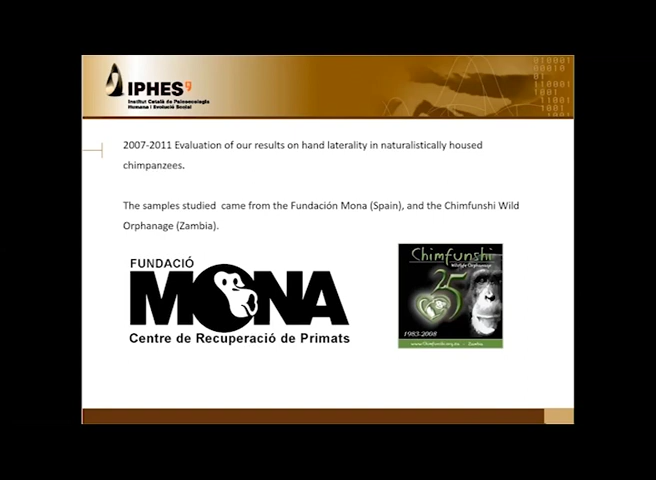 IPHES
Institut Català de Paleoecologia
Humana i Evolució Social
2007-2011 Evaluation of our results on hand laterality in naturalistically housed
chimpanzees.
The samples studied came from the Fundación Mona (Spain), and the Chimfunshi Wild
Orphanage (Zambia).
FUNDACIÓ
MONA
Centre de Recuperació de Primats
Chimfunshi
Wildlife Orphanage
25
1983-2008